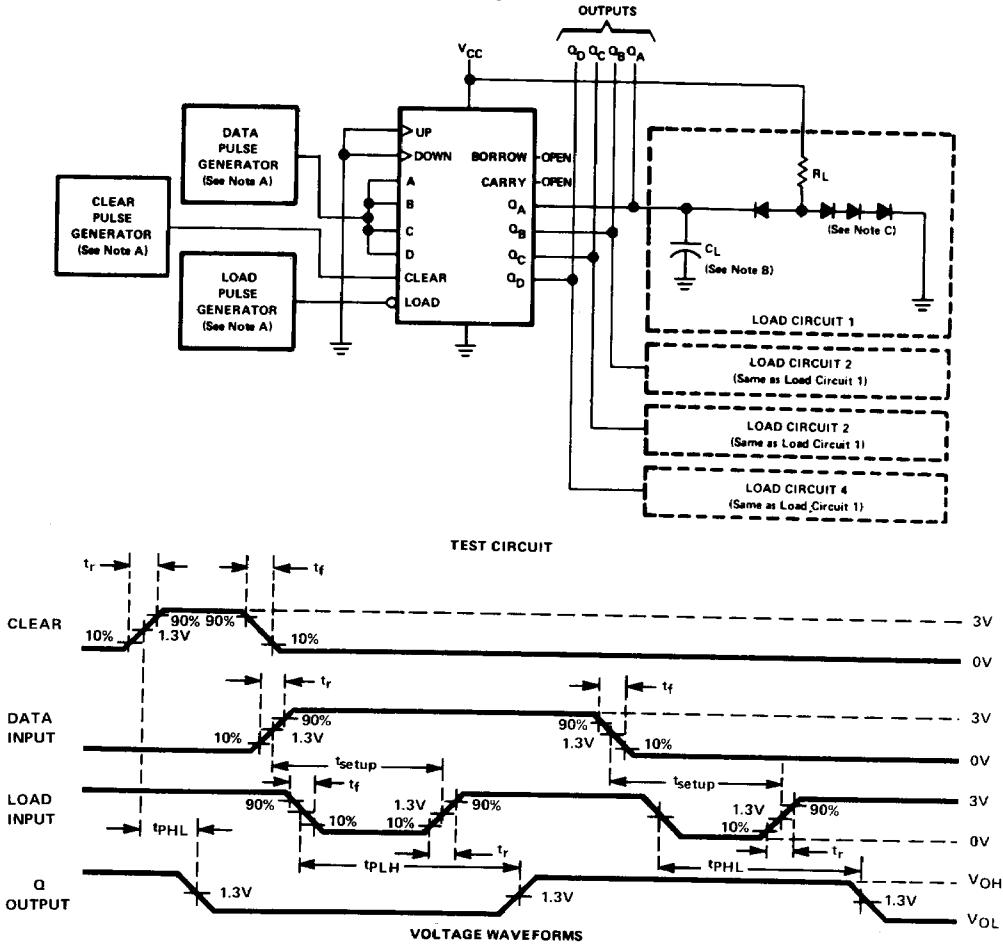 OUTPUTS
VCC
QD QC QB QA
DATA
PULSE
GENERATOR
(See Note A)
CLEAR
PULSE
GENERATOR
(See Note A)
LOAD
PULSE
GENERATOR
(See Note A)
UP
DOWN
A
B
C
D
CLEAR
LOAD
BORROW
CARRY
QA
QB
QC
QD
OPEN
OPEN
RL
(See Note C)
CL
(See Note B)
LOAD CIRCUIT 1
LOAD CIRCUIT 2
(Same as Load Circuit 1)
LOAD CIRCUIT 2
(Same as Load Circuit 1)
LOAD CIRCUIT 4
(Same as Load Circuit 1)
TEST CIRCUIT
tr
tf
CLEAR
10%
90% 90%
1.3V
10%
3V
0V
tr
tf
DATA
INPUT
10%
90%
1.3V
90%
1.3V
10%
3V
0V
tsetup
tsetup
tf
LOAD
INPUT
90%
10%
1.3V
10%
90%
1.3V
10%
90%
3V
0V
tPHL
tr
tPLH
tPHL
tr
Q
OUTPUT
1.3V
1.3V
1.3V
VOH
VOL
VOLTAGE WAVEFORMS